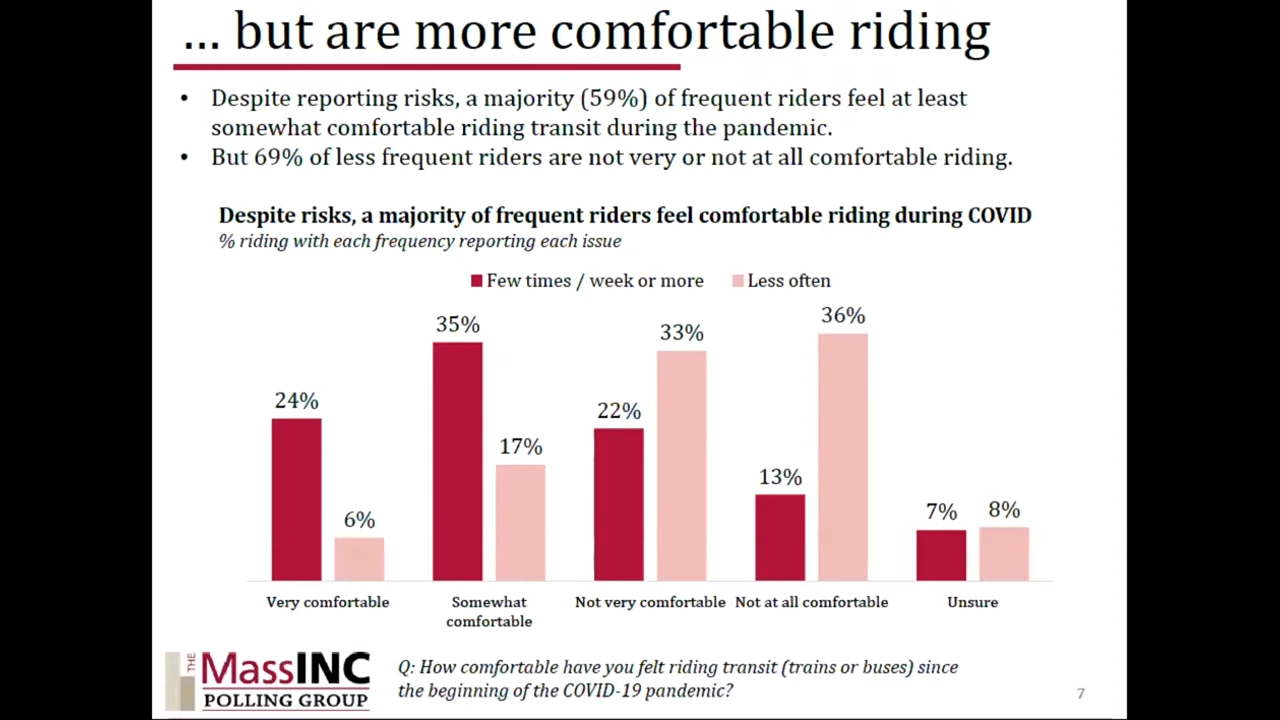 ... but are more comfortable riding
• Despite reporting risks, a majority (59%) of frequent riders feel at least
somewhat comfortable riding transit during the pandemic.
• But 69% of less frequent riders are not very or not at all comfortable riding.
Despite risks, a majority of frequent riders feel comfortable riding during COVID
% riding with each frequency reporting each issue
Few times / week or more Less often
24% 6% 35% 17% 22% 33% 13% 36% 7% 8%
Very comfortable Somewhat comfortable Not very comfortable Not at all comfortable Unsure
THE MassINC
POLLING GROUP
Q: How comfortable have you felt riding transit (trains or buses) since
the beginning of the COVID-19 pandemic?
7